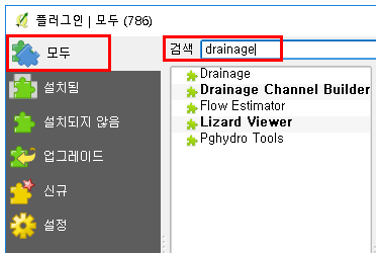 플러그인 | 모두 (786)
모두
검색 drainage
설치됨
설치되지 않음
업그레이드
신규
설정
Drainage
Drainage Channel Builder
Flow Estimator
Lizard Viewer
Pghydro Tools